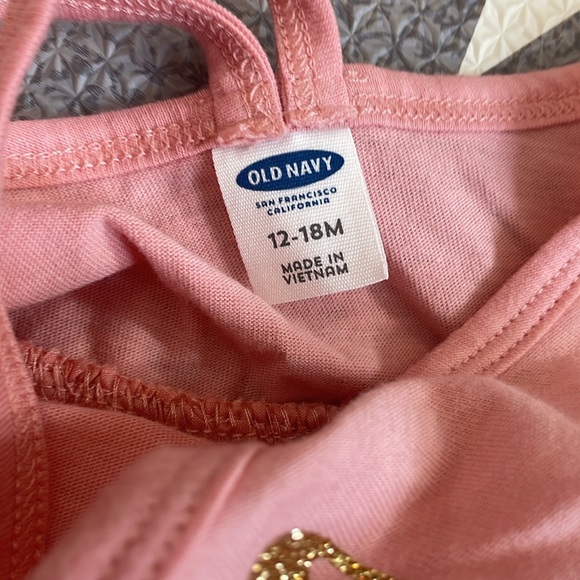 OLD NAVY
SAN FRANCISCO
CALIFORNIA
12-18M
MADE IN
VIETNAM